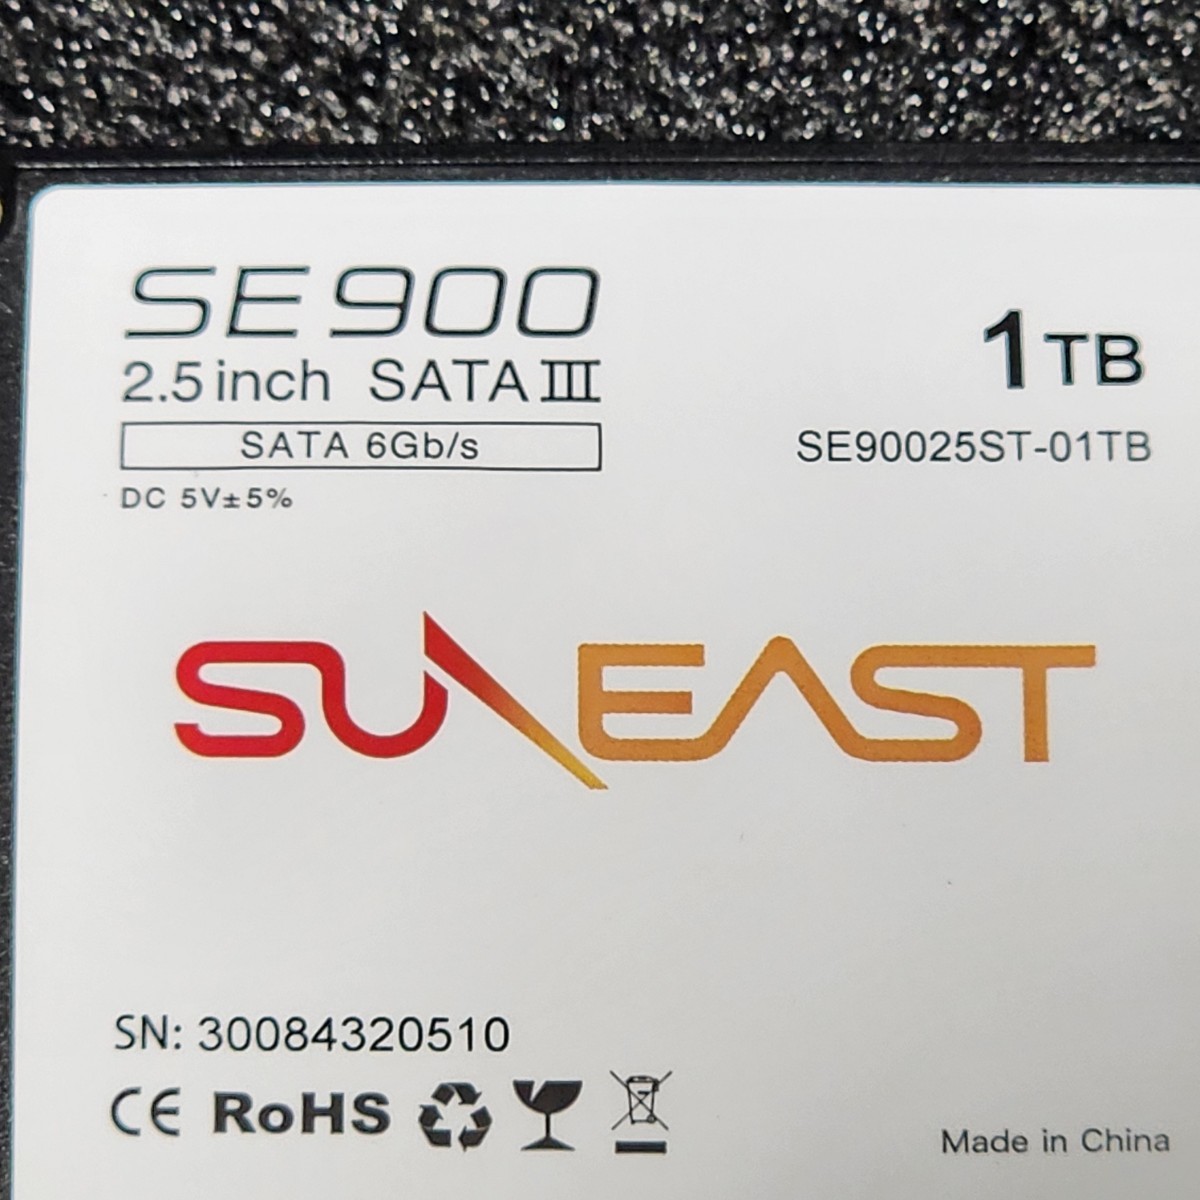 SE900
2.5inch SATA III
SATA 6Gb/s
DC 5V±5%
1TB
SE90025ST-01TB
SUNEAST
SN: 30084320510
CE RoHS
Made in China